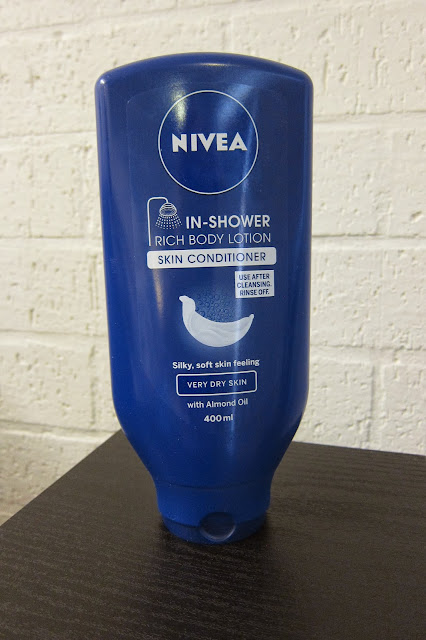 NIVEA
IN-SHOWER
RICH BODY LOTION
SKIN CONDITIONER
USE AFTER
CLEANSING.
RINSE OFF.
Silky, soft skin feeling
VERY DRY SKIN
with Almond Oil
400 ml